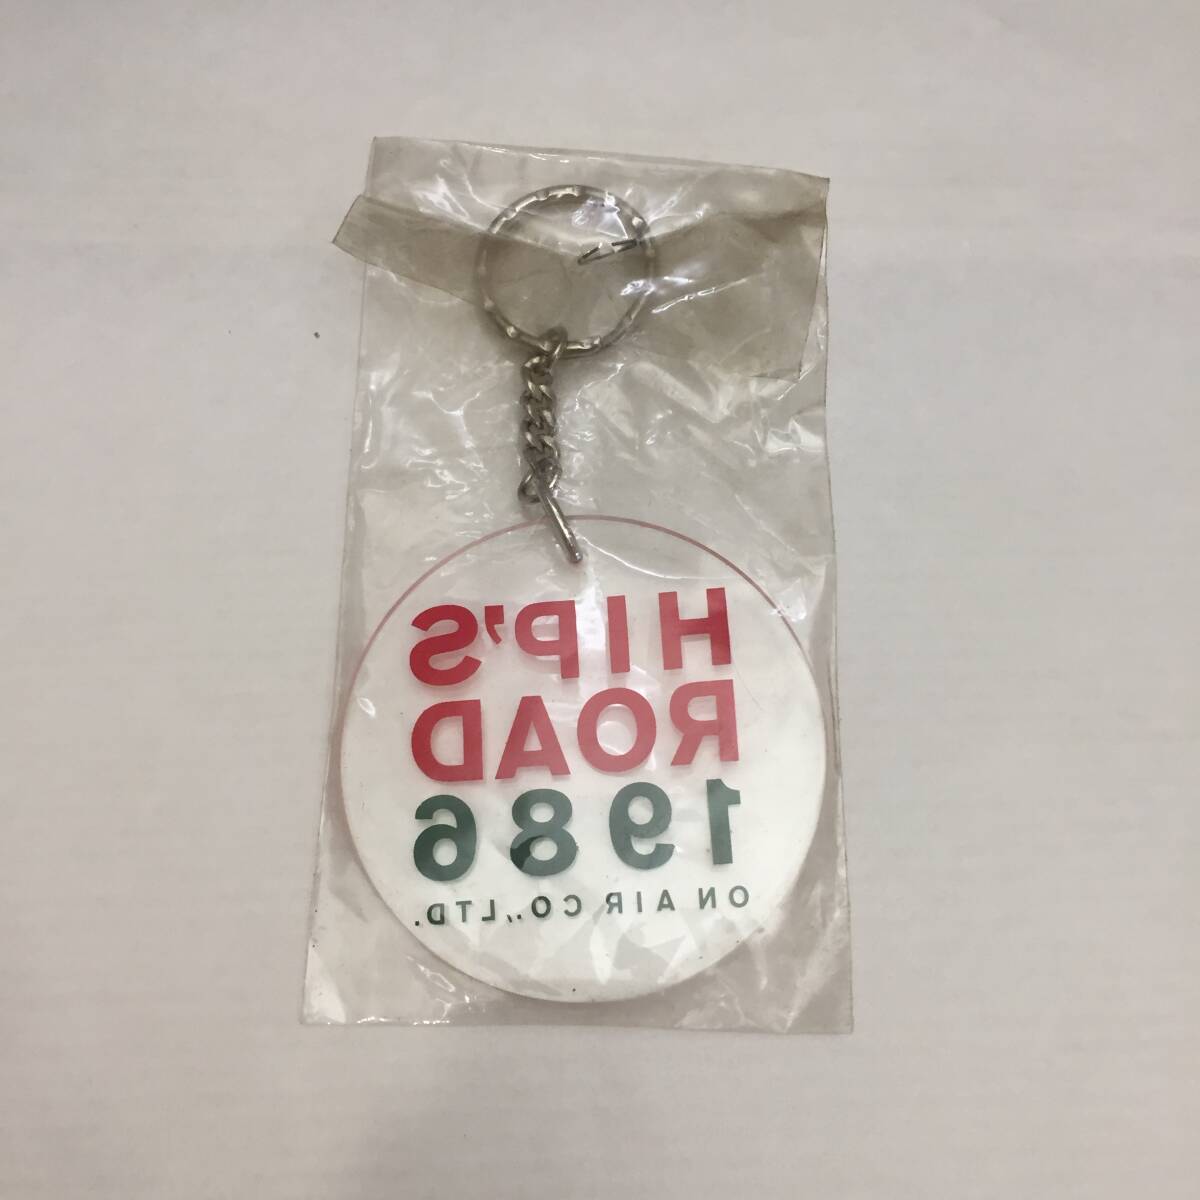 HIP'S
ROAD
1986
ON AIR CO.,LTD.